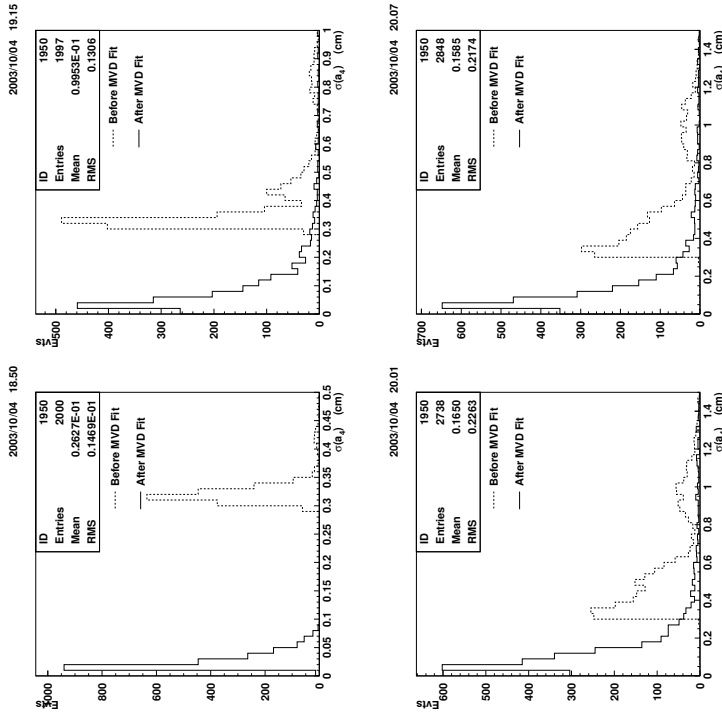 2003/10/04 18.50
ID 1950
Entries 2000
Mean 0.2627E-01
RMS 0.1469E-01
Before MVD Fit
After MVD Fit
Evts
1000
800
600
400
200
0
0 0.05 0.1 0.15 0.2 0.25 0.3 0.35 0.4 0.45 0.5
σ(a₄) (cm)
2003/10/04 19.15
ID 1950
Entries 1997
Mean 0.9953E-01
RMS 0.1306
Before MVD Fit
After MVD Fit
Evts
500
400
300
200
100
0
0 0.1 0.2 0.3 0.4 0.5 0.6 0.7 0.8 0.9 1
σ(a₄) (cm)
2003/10/04 20.01
ID 1950
Entries 2738
Mean 0.1650
RMS 0.2263
Before MVD Fit
After MVD Fit
Evts
600
500
400
300
200
100
0
0 0.2 0.4 0.6 0.8 1 1.2 1.4
(cm)
2003/10/04 20.07
ID 1950
Entries 2848
Mean 0.1585
RMS 0.2174
Before MVD Fit
After MVD Fit
Evts
700
600
500
400
300
200
100
0
0 0.2 0.4 0.6 0.8 1 1.2 1.4
(cm)